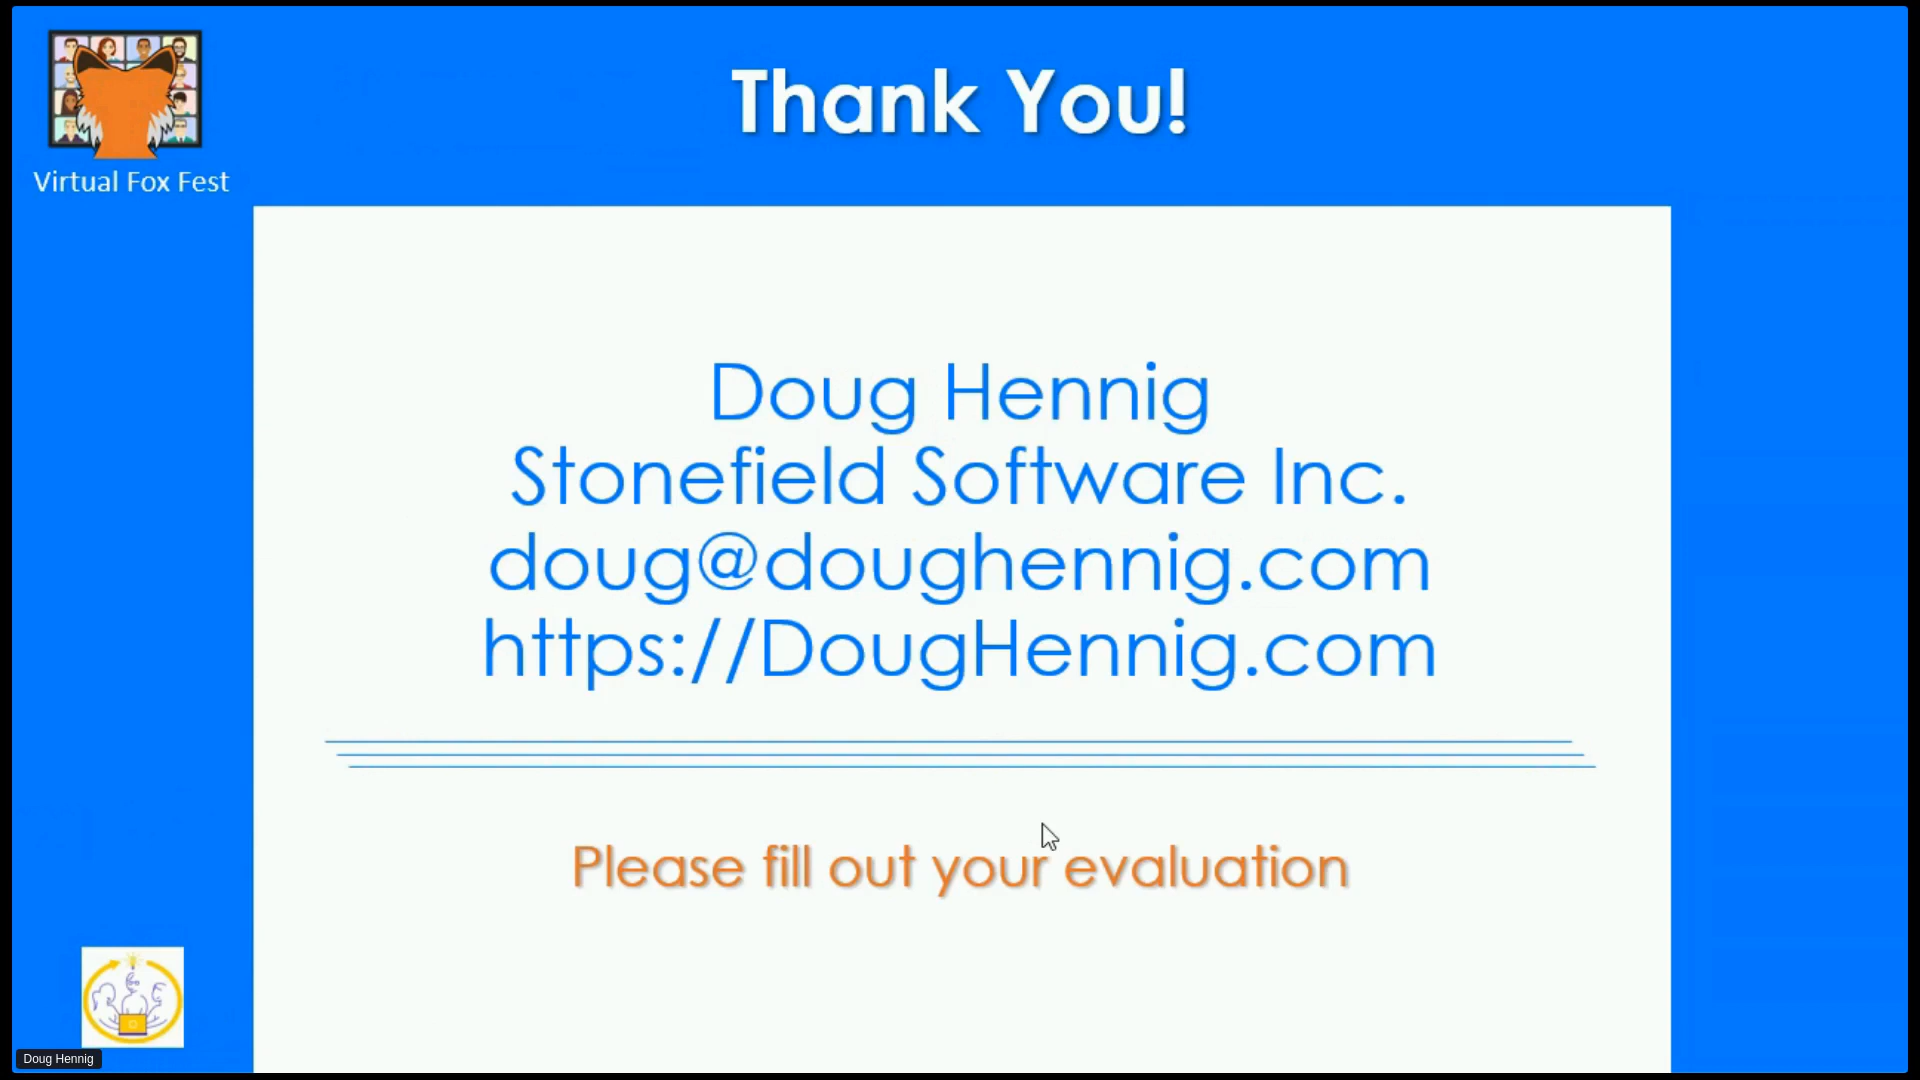 Thank You!
Virtual Fox Fest
Doug Hennig
Stonefield Software Inc.
doug@doughennig.com
https://DougHennig.com
Please fill out your evaluation
Doug Hennig